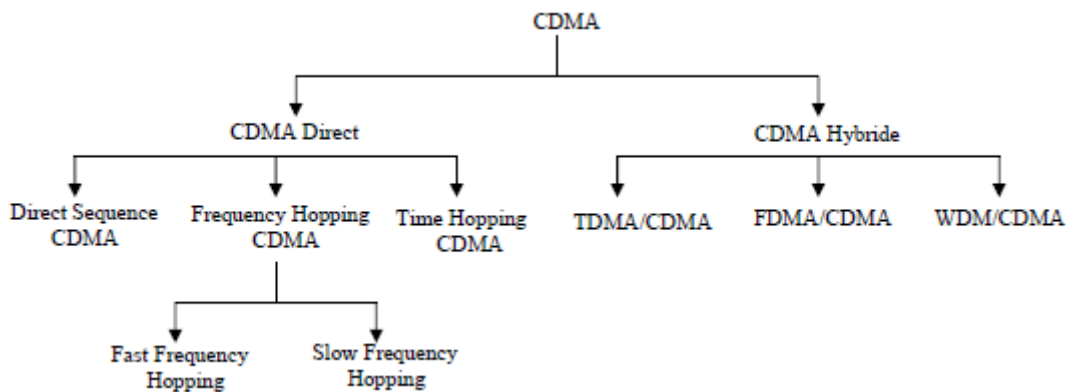 CDMA
CDMA Direct
CDMA Hybride
Direct Sequence
CDMA
Frequency Hopping
CDMA
Time Hopping
CDMA
TDMA/CDMA
FDMA/CDMA
WDM/CDMA
Fast Frequency
Hopping
Slow Frequency
Hopping